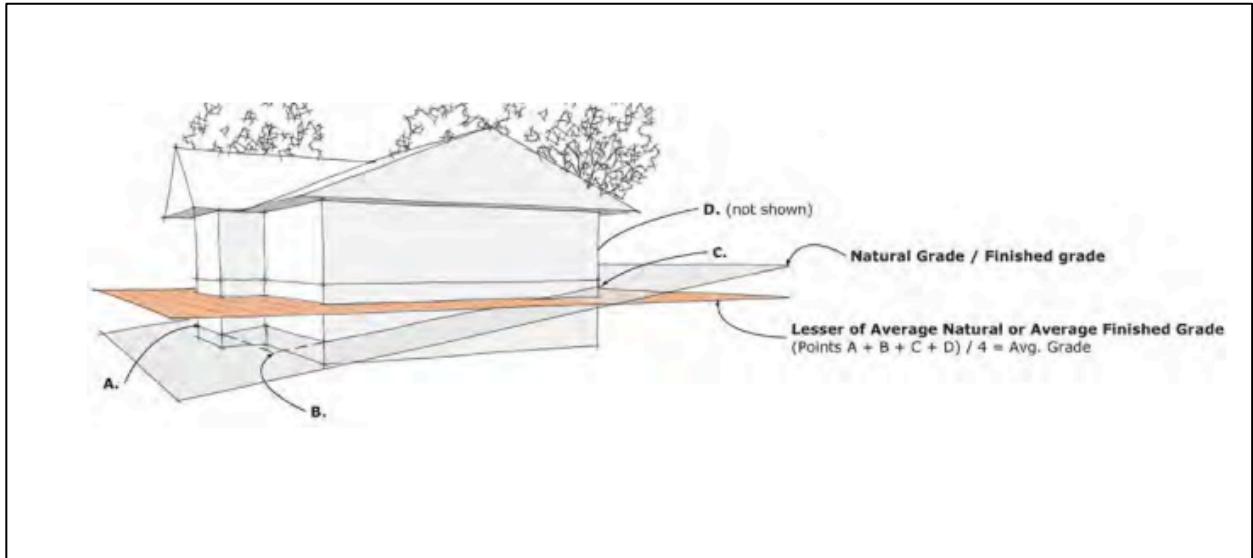 D. (not shown)
C.
Natural Grade / Finished grade
Lesser of Average Natural or Average Finished Grade
(Points A + B + C + D) / 4 = Avg. Grade
A.
B.